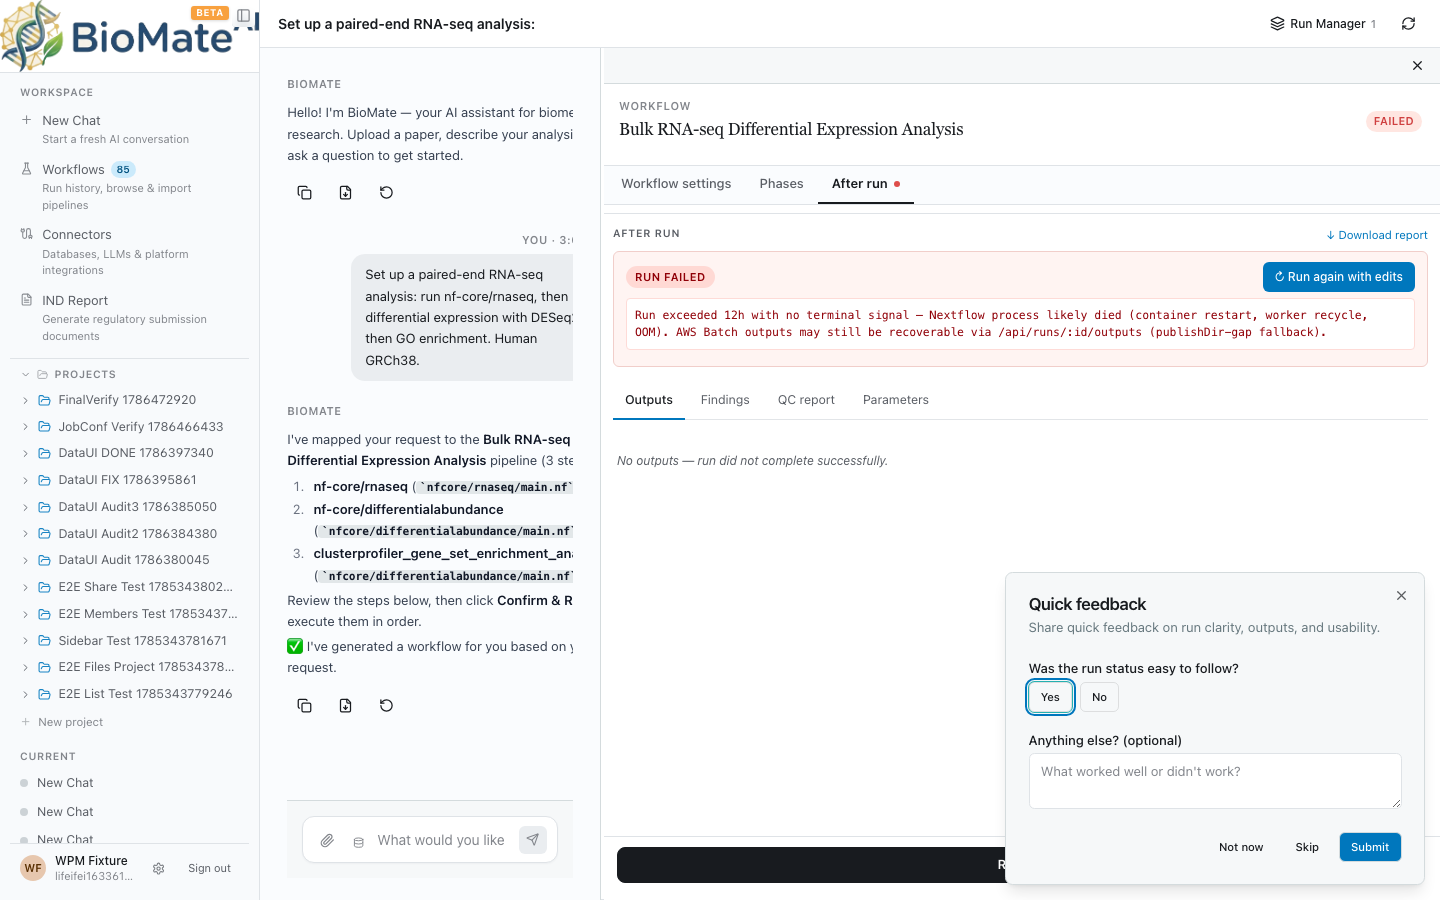 BioMate
BETA
Set up a paired-end RNA-seq analysis:
Run Manager 1
WORKSPACE
New Chat
Start a fresh AI conversation
Workflows 85
Run history, browse & import
pipelines
Connectors
Databases, LLMs & platform
integrations
IND Report
Generate regulatory submission
documents
PROJECTS
FinalVerify 1786472920
JobConf Verify 1786466433
DataUI DONE 1786397340
DataUI FIX 1786395861
DataUI Audit3 1786385050
DataUI Audit2 1786384380
DataUI Audit 1786380045
E2E Share Test 1785343802...
E2E Members Test 17853437...
Sidebar Test 1785343781671
E2E Files Project 178534378...
E2E List Test 1785343779246
New project
CURRENT
New Chat
New Chat
New Chat
WF
WPM Fixture
lifeifei163361...
Sign out
BIOMATE
Hello! I'm BioMate — your AI assistant for biome
research. Upload a paper, describe your analysi
ask a question to get started.
YOU · 3:
Set up a paired-end RNA-seq
analysis: run nf-core/rnaseq, then
differential expression with DESeq
then GO enrichment. Human
GRCh38.
BIOMATE
I've mapped your request to the Bulk RNA-seq
Differential Expression Analysis pipeline (3 ste
1. nf-core/rnaseq (`nfcore/rnaseq/main.nf`
2. nf-core/differentialabundance
(`nfcore/differentialabundance/main.nf`
3. clusterprofiler_gene_set_enrichment_ana
(`nfcore/differentialabundance/main.nf`
Review the steps below, then click Confirm & R
execute them in order.
✅ I've generated a workflow for you based on y
request.
What would you like
WORKFLOW
Bulk RNA-seq Differential Expression Analysis
FAILED
Workflow settings
Phases
After run
AFTER RUN
↓ Download report
RUN FAILED
↻ Run again with edits
Run exceeded 12h with no terminal signal — Nextflow process likely died (container restart, worker recycle,
OOM). AWS Batch outputs may still be recoverable via /api/runs/:id/outputs (publishDir-gap fallback).
Outputs
Findings
QC report
Parameters
No outputs — run did not complete successfully.
R
Quick feedback
Share quick feedback on run clarity, outputs, and usability.
Was the run status easy to follow?
Yes
No
Anything else? (optional)
What worked well or didn't work?
Not now
Skip
Submit